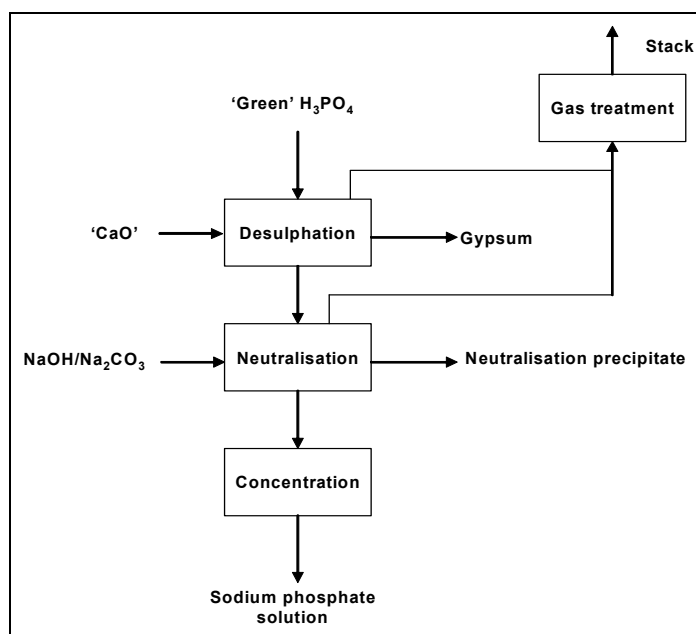 Stack
Gas treatment
‘Green’ H₃PO₄
‘CaO’
Desulphation
Gypsum
NaOH/Na₂CO₃
Neutralisation
Neutralisation precipitate
Concentration
Sodium phosphate
solution